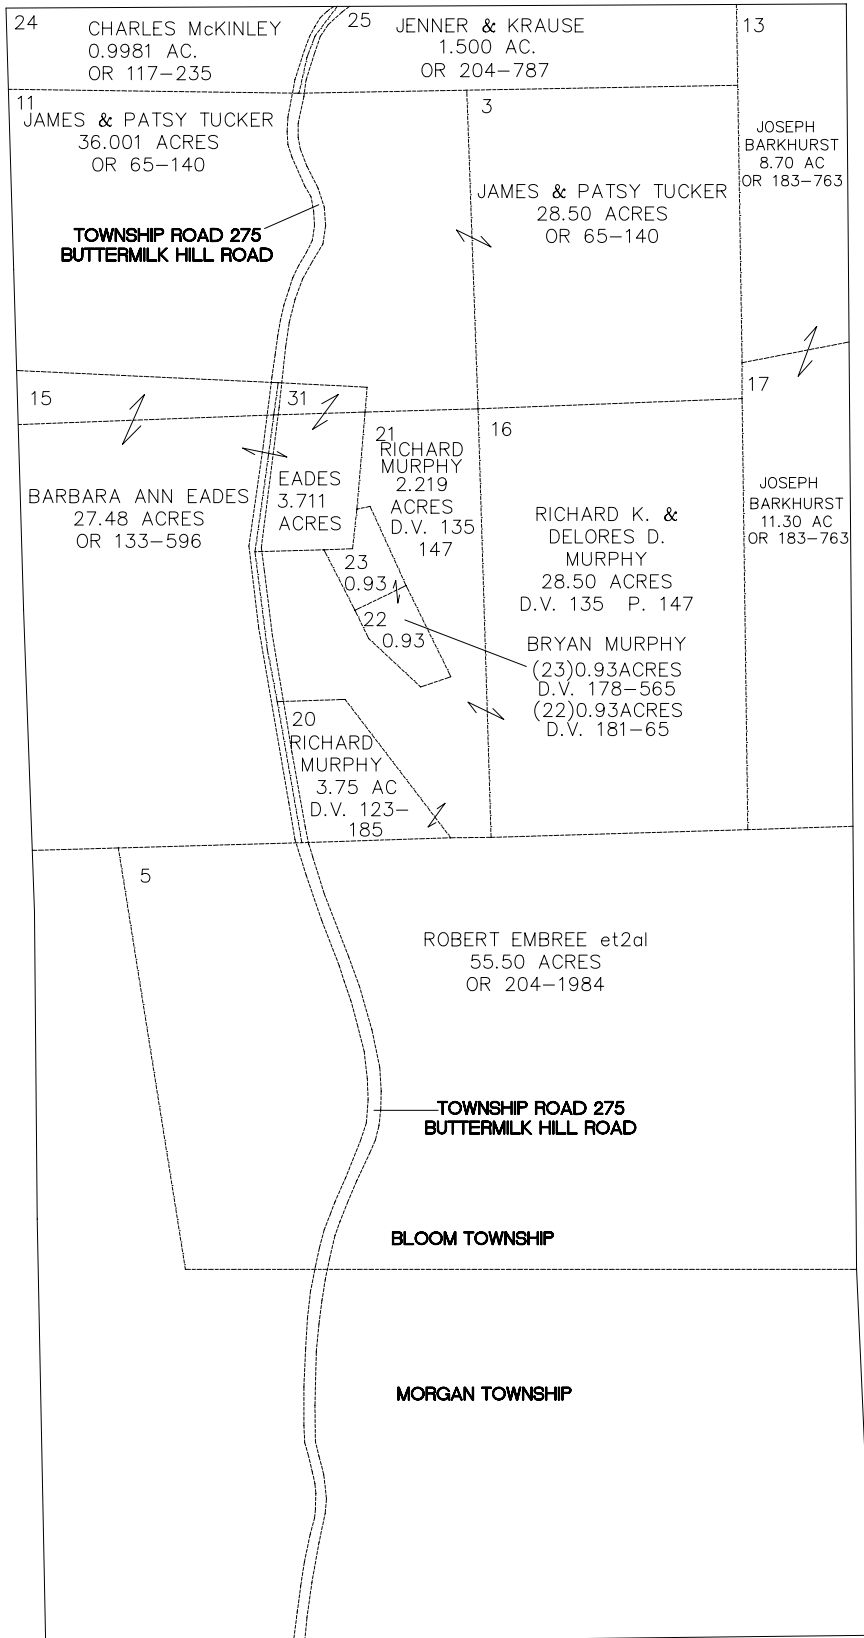 24
CHARLES McKINLEY
0.9981 AC.
OR 117-235
25
JENNER & KRAUSE
1.500 AC.
OR 204-787
13
JOSEPH
BARKHURST
8.70 AC
OR 183-763
11
JAMES & PATSY TUCKER
36.001 ACRES
OR 65-140
3
JAMES & PATSY TUCKER
28.50 ACRES
OR 65-140
TOWNSHIP ROAD 275
BUTTERMILK HILL ROAD
15
BARBARA ANN EADES
27.48 ACRES
OR 133-596
31
EADES
3.711
ACRES
21
RICHARD
MURPHY
2.219
ACRES
D.V. 135
147
16
RICHARD K. &
DELORES D.
MURPHY
28.50 ACRES
D.V. 135 P. 147
17
JOSEPH
BARKHURST
11.30 AC
OR 183-763
23
0.93
22
0.93
BRYAN MURPHY
(23)0.93ACRES
D.V. 178-565
(22)0.93ACRES
D.V. 181-65
20
RICHARD
MURPHY
3.75 AC
D.V. 123-
185
5
ROBERT EMBREE et2al
55.50 ACRES
OR 204-1984
TOWNSHIP ROAD 275
BUTTERMILK HILL ROAD
BLOOM TOWNSHIP
MORGAN TOWNSHIP